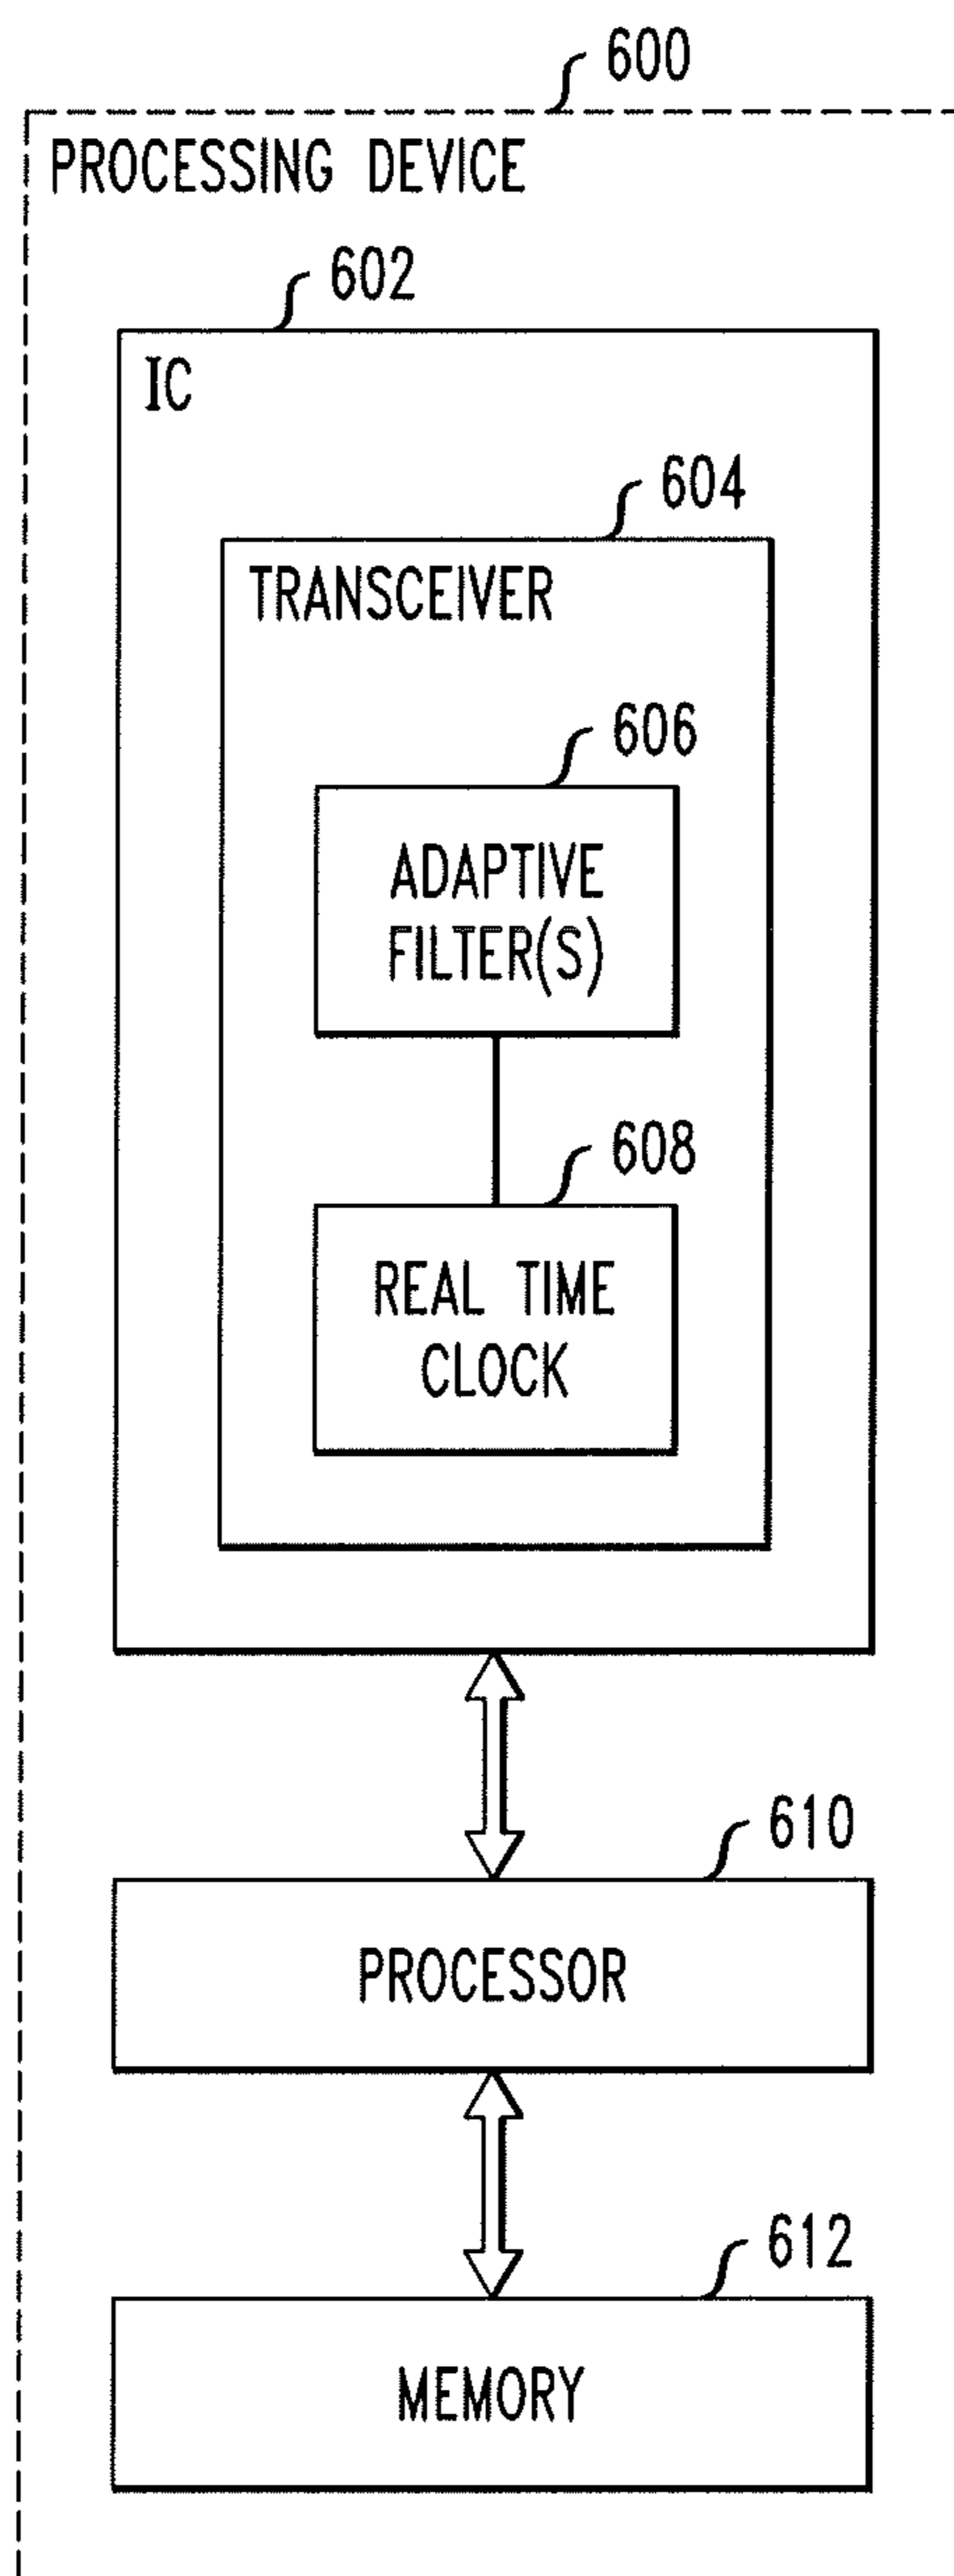 600
PROCESSING DEVICE
602
IC
604
TRANSCEIVER
606
ADAPTIVE
FILTER(S)
608
REAL TIME
CLOCK
610
PROCESSOR
612
MEMORY